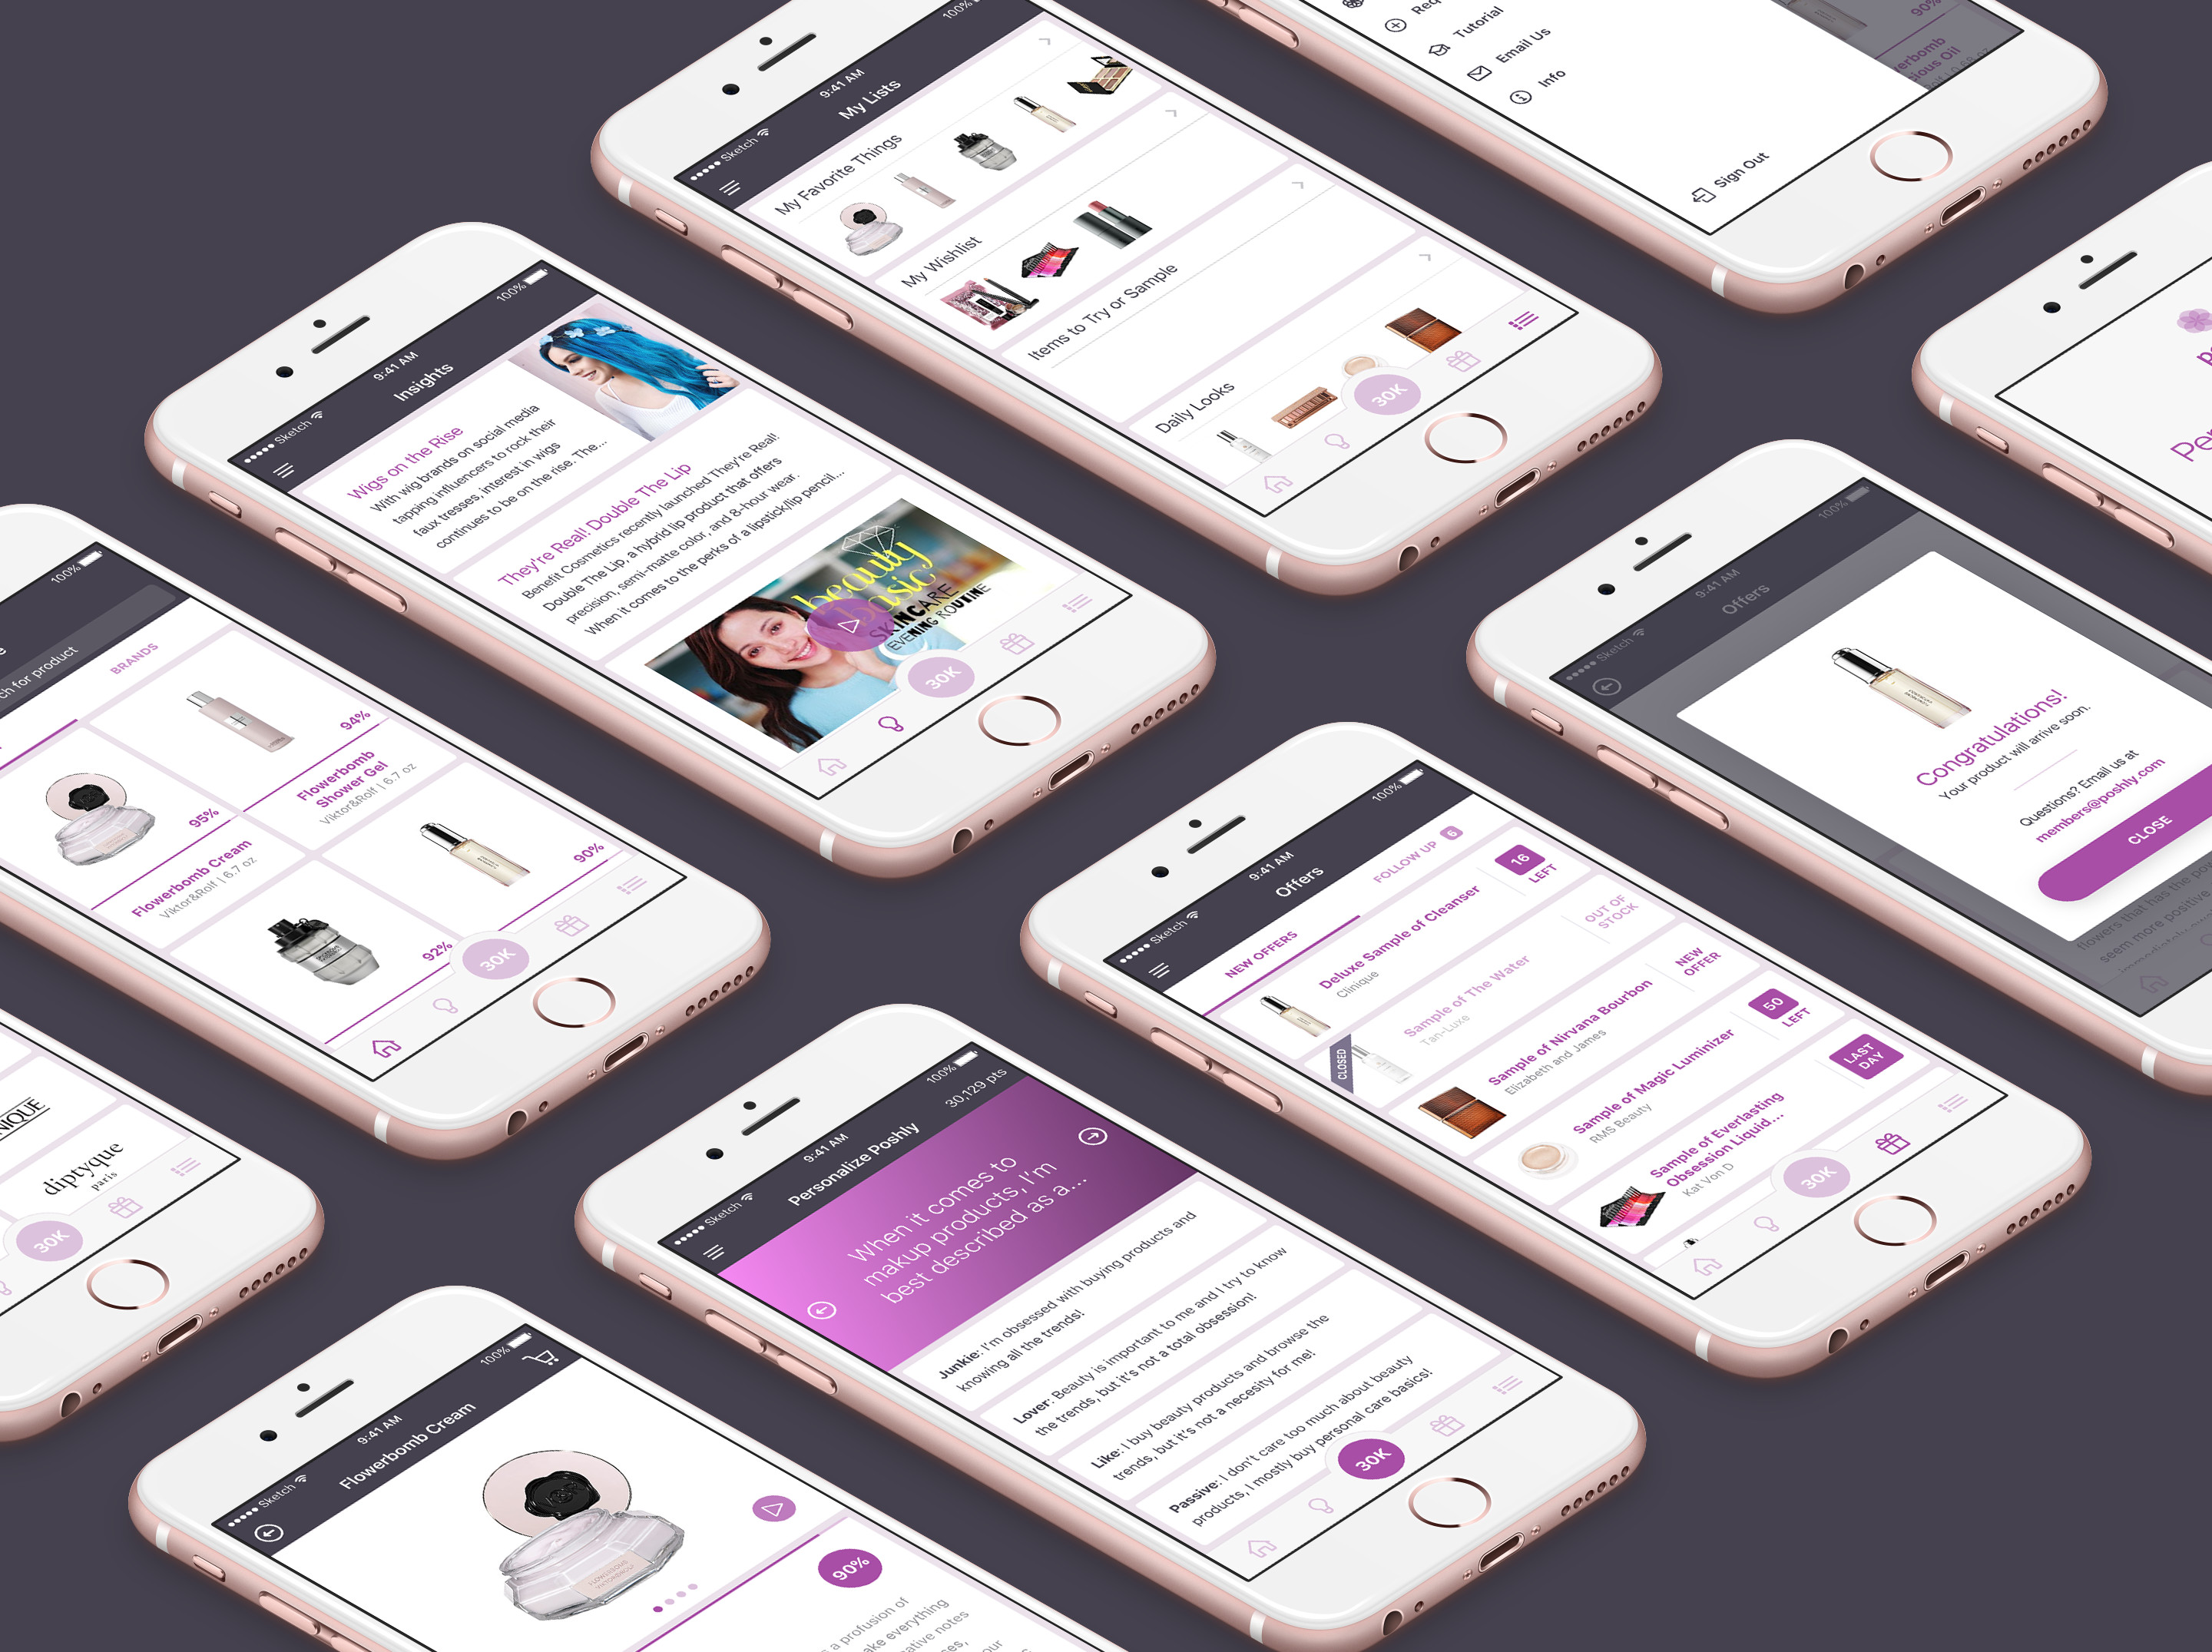 Tutorial
Email Us
Info
Sign Out
90%
Sketch
9:41 AM
My Lists
My Favorite Things
My Wishlist
Items to Try or Sample
Daily Looks
30K
Sketch
9:41 AM
100%
Insights
Wigs on the Rise
With wig brands on social media
tapping influencers to rock their
faux tresses, interest in wigs
continues to be on the rise. The...
They're Real! Double The Lip
Benefit Cosmetics recently launched They're Real!
Double The Lip, a hybrid lip product that offers
precision, semi-matte color, and 8-hour wear.
When it comes to the perks of a lipstick/lip pencil...
beauty
basic
SKINCARE
EVENING ROUTINE
30K
100%
for product
BRANDS
95%
Flowerbomb Cream
Viktor&Rolf | 6.7 oz
94%
Flowerbomb
Shower Gel
Viktor&Rolf | 6.7 oz
92%
90%
30K
diptyque
paris
30K
Sketch
9:41 AM
100%
Offers
Congratulations!
Your product will arrive soon.
Questions? Email us at
members@poshly.com
CLOSE
flowers that has the
seem more positive
Sketch
9:41 AM
100%
Offers
NEW OFFERS
FOLLOW UP 6
Deluxe Sample of Cleanser
Clinique
16
LEFT
CLOSED
Sample of The Water
Tan-Luxe
OUT OF
STOCK
Sample of Nirvana Bourbon
Elizabeth and James
NEW
OFFER
Sample of Magic Luminizer
RMS Beauty
50
LEFT
Sample of Everlasting
Obsession Liquid...
Kat Von D
LAST
DAY
30K
Sketch
9:41 AM
100%
Personalize Poshly
30,129 pts
When it comes to
makup products, I'm
best described as a...
Junkie: I'm obsessed with buying products and
knowing all the trends!
Lover: Beauty is important to me and I try to know
the trends, but it's not a total obsession!
Like: I buy beauty products and browse the
trends, but it's not a necesity for me!
Passive: I don't care too much about beauty
products, I mostly buy personal care basics!
30K
Sketch
9:41 AM
100%
Flowerbomb Cream
90%
a profusion of
everything
notes